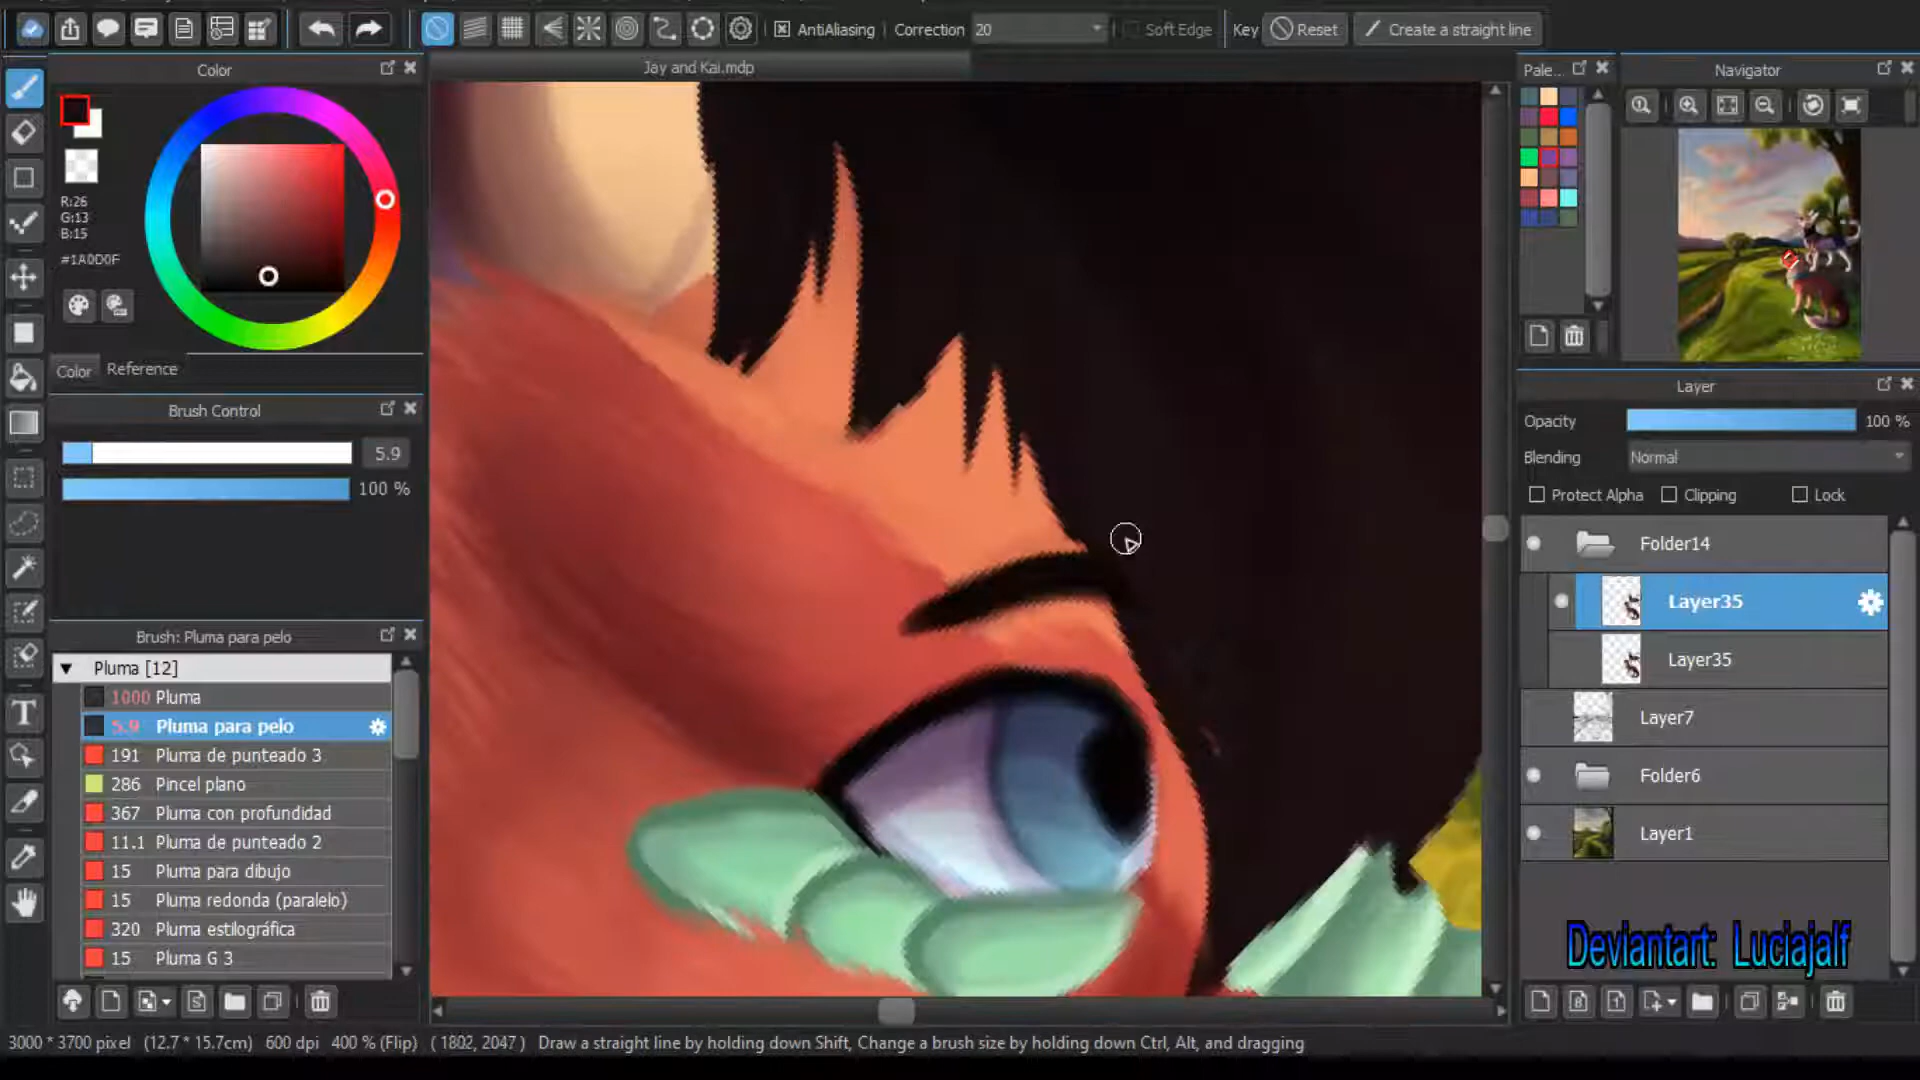 AntiAliasing
Correction
20
Soft Edge
Key
Reset
Create a straight line
Color
Jay and Kai.mdp
Pale...
Navigator
R:26
G:13
B:15
#1A0D0F
Color
Reference
Brush Control
5.9
100 %
Layer
Opacity
100 %
Blending
Normal
Protect Alpha
Clipping
Lock
Folder14
Layer35
Layer35
Layer7
Folder6
Layer1
Brush: Pluma para pelo
Pluma [12]
1000 Pluma
5.9 Pluma para pelo
191 Pluma de punteado 3
286 Pincel plano
367 Pluma con profundidad
11.1 Pluma de punteado 2
15 Pluma para dibujo
15 Pluma redonda (paralelo)
320 Pluma estilográfica
15 Pluma G 3
Deviantart: Luciajalf
3000 * 3700 pixel (12.7 * 15.7cm) 600 dpi 400 % (Flip) ( 1802, 2047 ) Draw a straight line by holding down Shift, Change a brush size by holding down Ctrl, Alt, and dragging